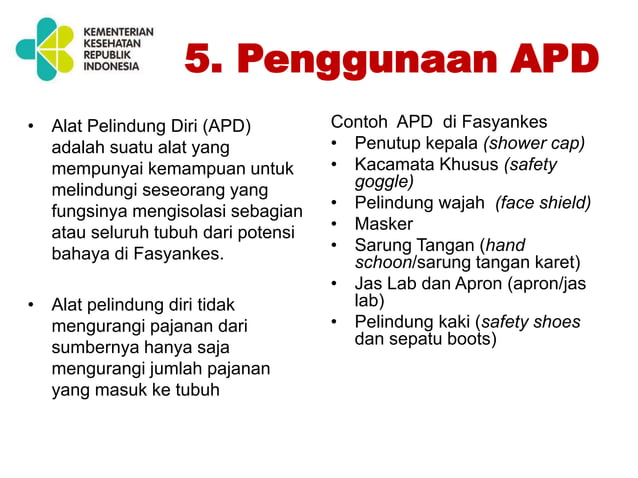 KEMENTERIAN
KESEHATAN
REPUBLIK
INDONESIA
5. Penggunaan APD
• Alat Pelindung Diri (APD)
adalah suatu alat yang
mempunyai kemampuan untuk
melindungi seseorang yang
fungsinya mengisolasi sebagian
atau seluruh tubuh dari potensi
bahaya di Fasyankes.
• Alat pelindung diri tidak
mengurangi pajanan dari
sumbernya hanya saja
mengurangi jumlah pajanan
yang masuk ke tubuh
Contoh APD di Fasyankes
• Penutup kepala (shower cap)
• Kacamata Khusus (safety
goggle)
• Pelindung wajah (face shield)
• Masker
• Sarung Tangan (hand
schoon/sarung tangan karet)
• Jas Lab dan Apron (apron/jas
lab)
• Pelindung kaki (safety shoes
dan sepatu boots)